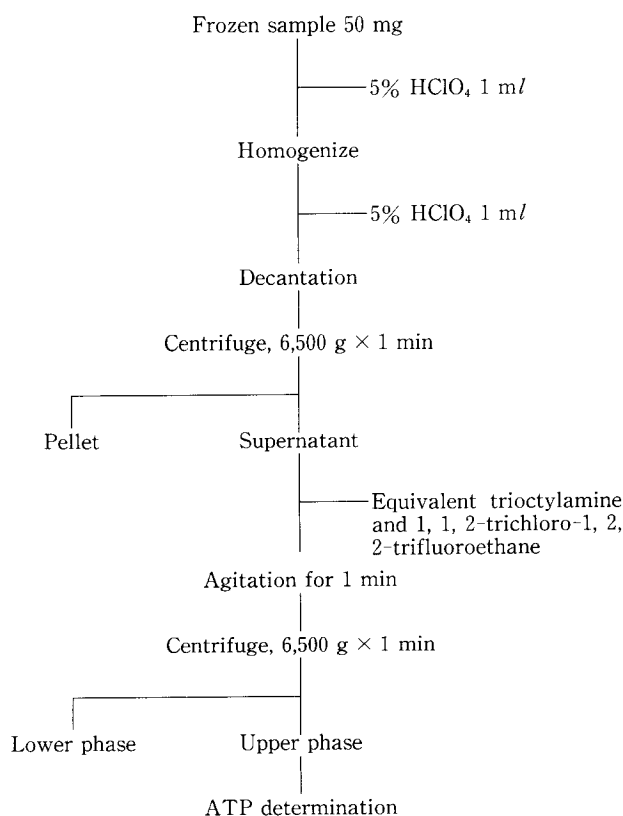 Frozen sample 50 mg
5% HClO₄ 1 ml
Homogenize
5% HClO₄ 1 ml
Decantation
Centrifuge, 6,500 g × 1 min
Pellet
Supernatant
Equivalent trioctylamine
and 1, 1, 2-trichloro-1, 2,
2-trifluoroethane
Agitation for 1 min
Centrifuge, 6,500 g × 1 min
Lower phase
Upper phase
ATP determination